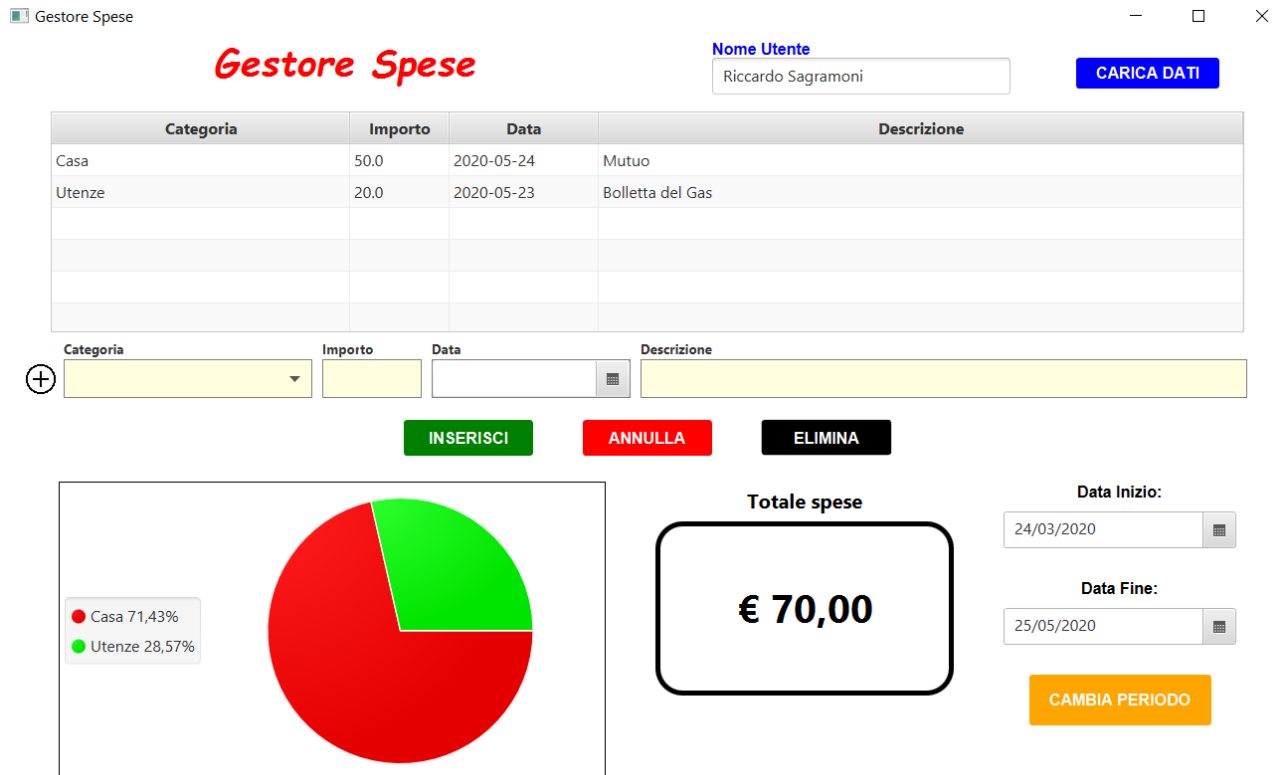 Gestore Spese
Gestore Spese
Nome Utente
Riccardo Sagramoni
CARICA DATI
Categoria Importo Data Descrizione
Casa 50.0 2020-05-24 Mutuo
Utenze 20.0 2020-05-23 Bolletta del Gas
Categoria Importo Data Descrizione
INSERISCI ANNULLA ELIMINA
Casa 71,43%
Utenze 28,57%
Totale spese
€ 70,00
Data Inizio:
24/03/2020
Data Fine:
25/05/2020
CAMBIA PERIODO